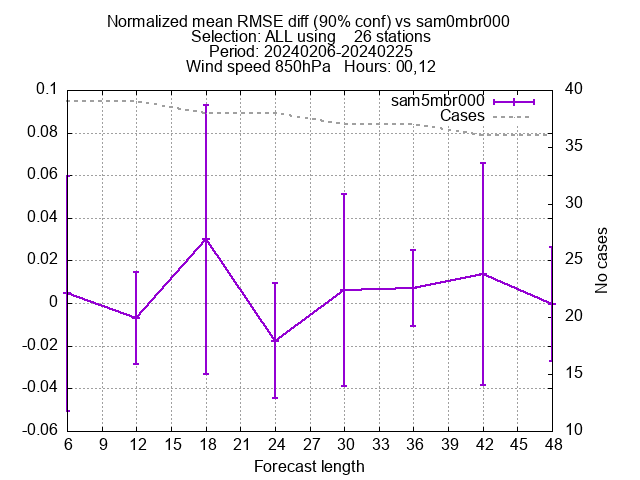 Normalized mean RMSE diff (90% conf) vs sam0mbr000
Selection: ALL using    26 stations
Period: 20240206-20240225
Wind speed 850hPa   Hours: 00,12
sam5mbr000
Cases
0.1
0.08
0.06
0.04
0.02
0
-0.02
-0.04
-0.06
40
35
30
25
20
15
10
No cases
6 9 12 15 18 21 24 27 30 33 36 39 42 45 48
Forecast length